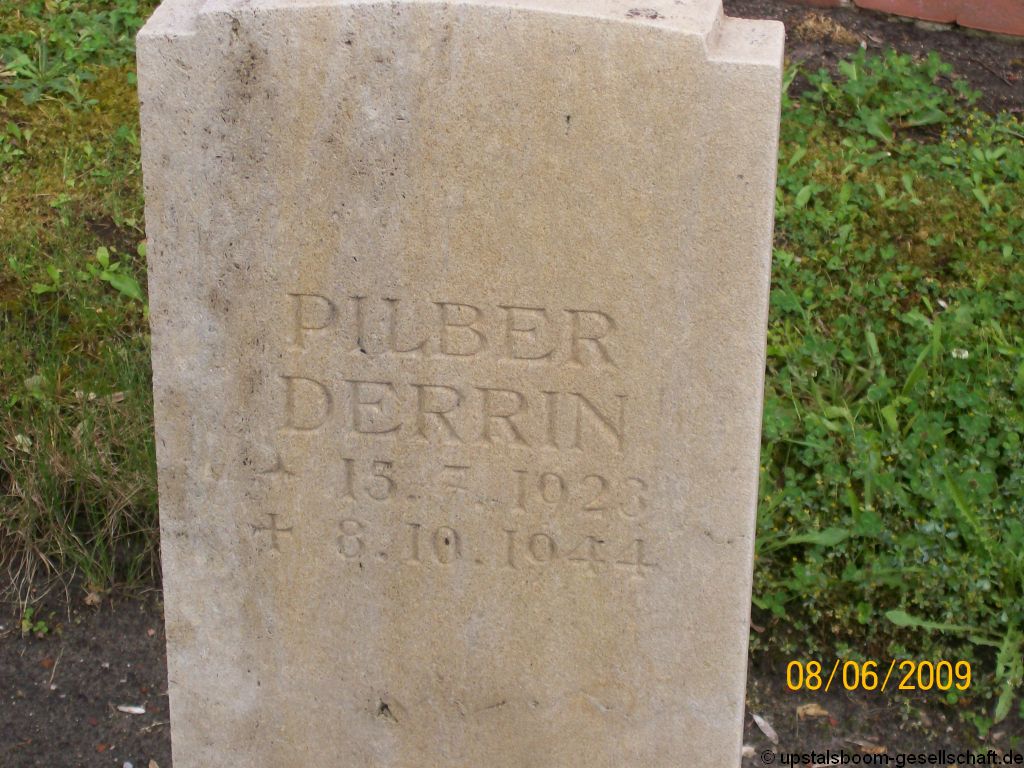 PILBER
DERRIN
* 15. 7. 1923
+ 8. 10. 1944
08/06/2009
© upstalsboom-gesellschaft.de